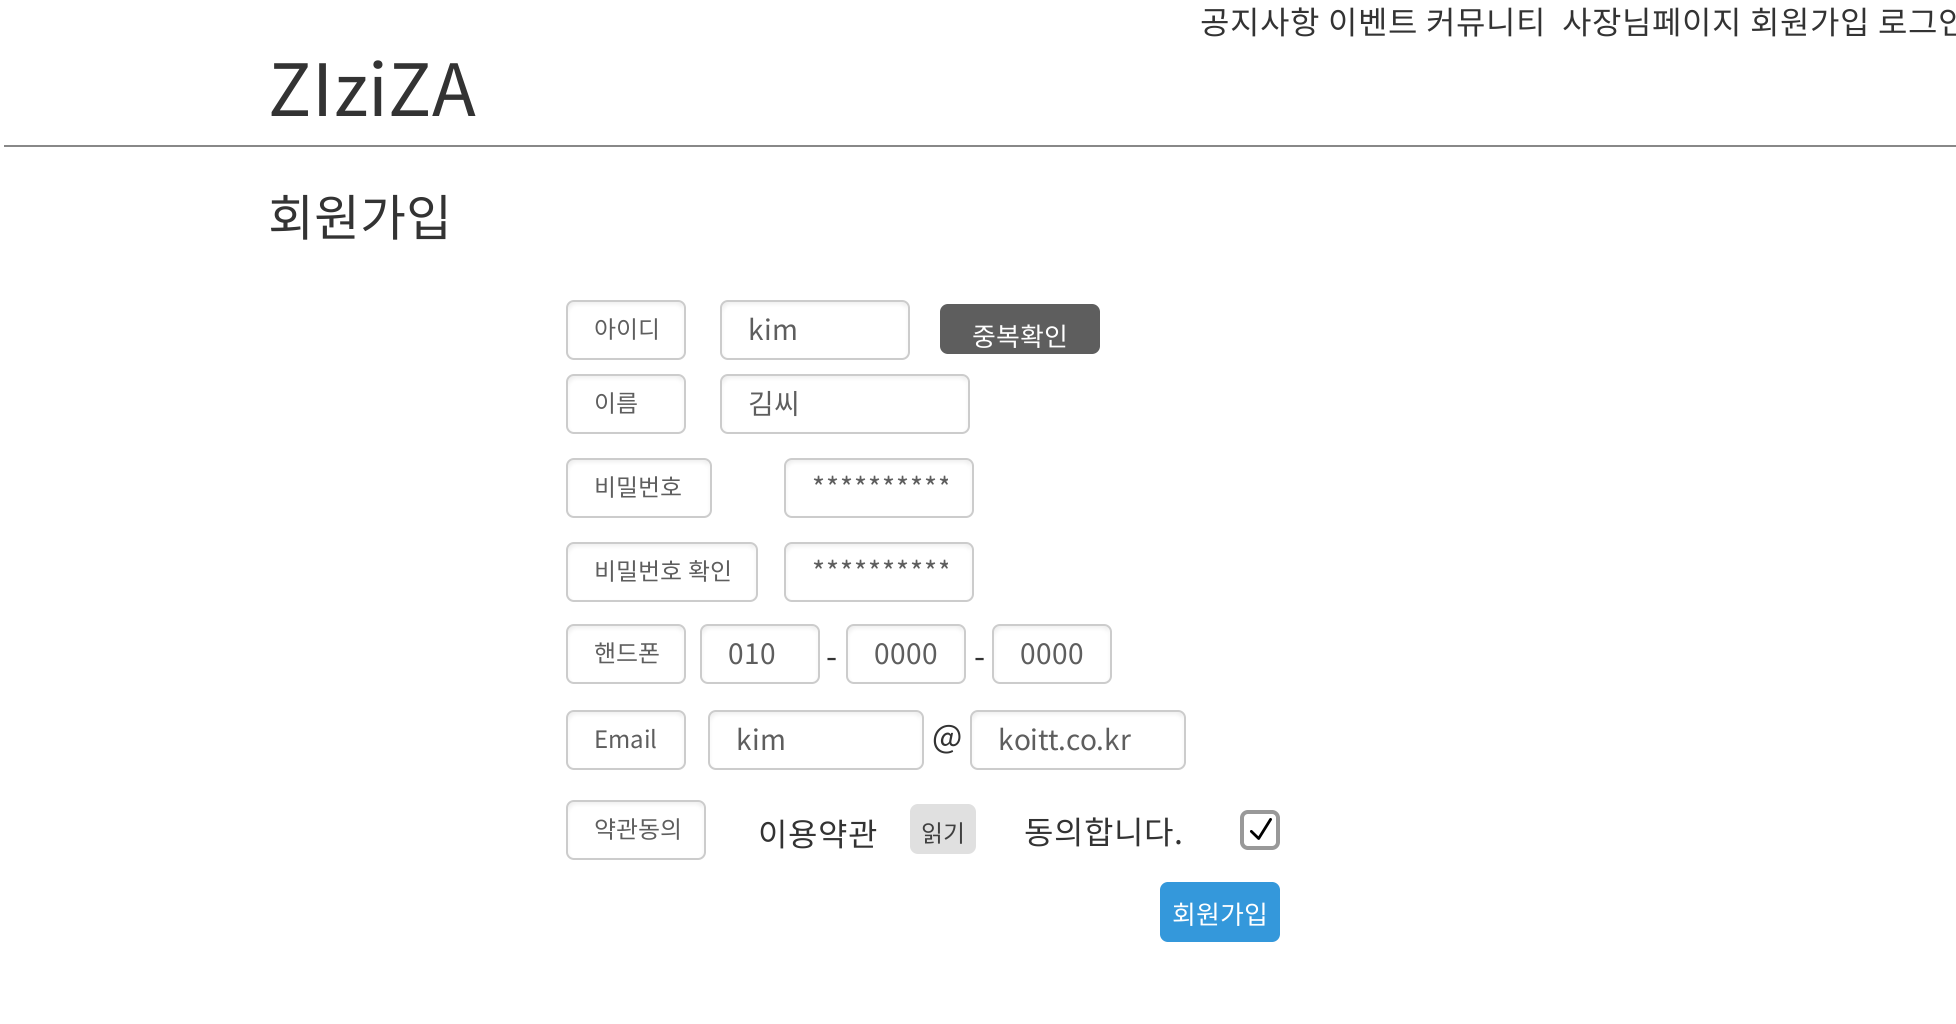 공지사항 이벤트 커뮤니티 사장님페이지 회원가입 로그인
ZIziZA
회원가입
아이디 kim 중복확인
이름 김씨
비밀번호 **********
비밀번호 확인 **********
핸드폰 010 - 0000 - 0000
Email kim @ koitt.co.kr
약관동의 이용약관 읽기 동의합니다.
회원가입